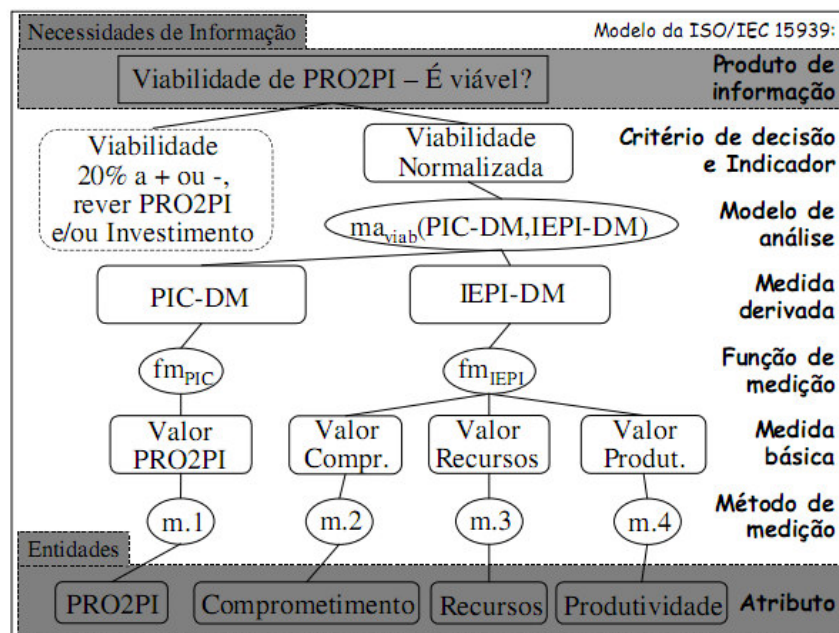 Necessidades de Informação
Modelo da ISO/IEC 15939:
Viabilidade de PRO2PI – É viável?
Produto de
informação
Viabilidade
20% a + ou -,
rever PRO2PI
e/ou Investimento
Viabilidade
Normalizada
Critério de decisão
e Indicador
ma_viab(PIC-DM,IEPI-DM)
Modelo de
análise
PIC-DM
IEPI-DM
Medida
derivada
fm_PIC
fm_IEPI
Função de
medição
Valor
PRO2PI
Valor
Compr.
Valor
Recursos
Valor
Produt.
Medida
básica
m.1
m.2
m.3
m.4
Método de
medição
Entidades
PRO2PI
Comprometimento
Recursos
Produtividade
Atributo